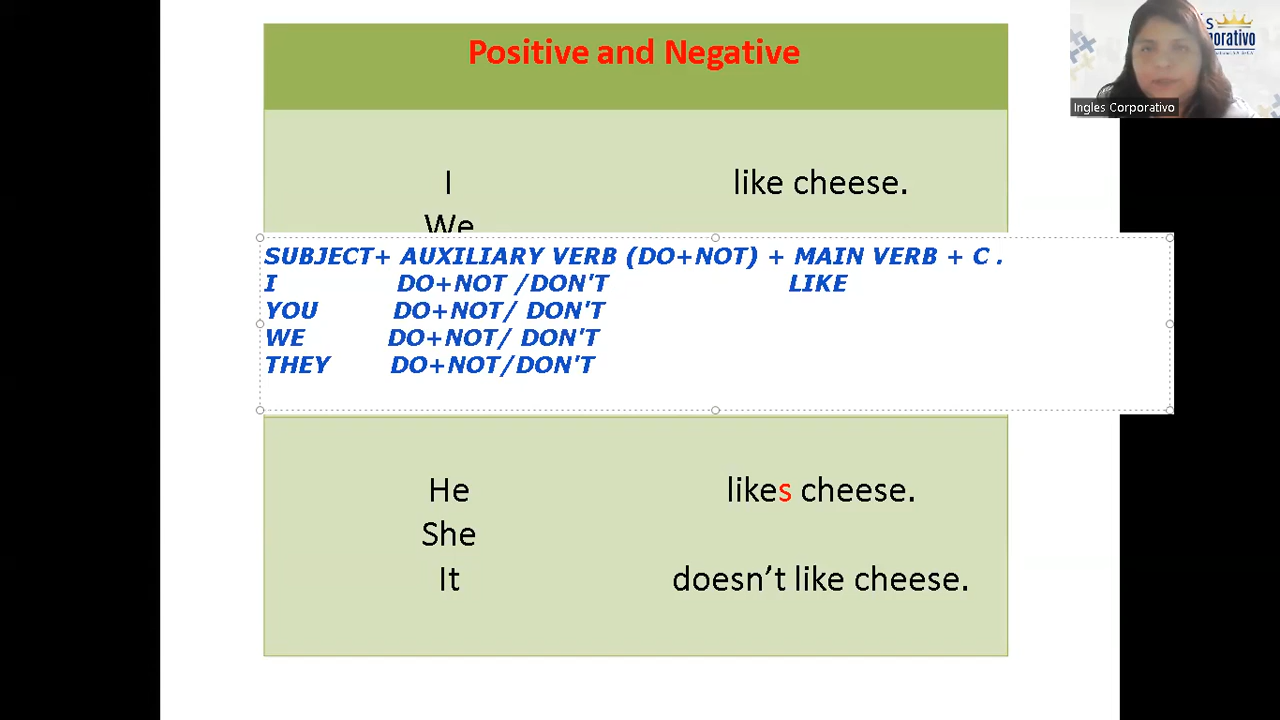 Positive and Negative
I like cheese.
We
SUBJECT+ AUXILIARY VERB (DO+NOT) + MAIN VERB + C .
I DO+NOT /DON'T LIKE
YOU DO+NOT/ DON'T
WE DO+NOT/ DON'T
THEY DO+NOT/DON'T
He likes cheese.
She
It doesn't like cheese.
Ingles Corporativo